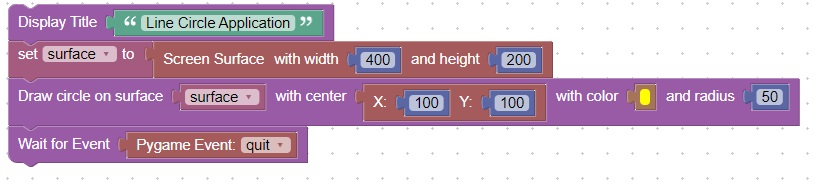 Display Title “ Line Circle Application ”
set surface to Screen Surface with width 400 and height 200
Draw circle on surface surface with center X: 100 Y: 100 with color and radius 50
Wait for Event Pygame Event: quit